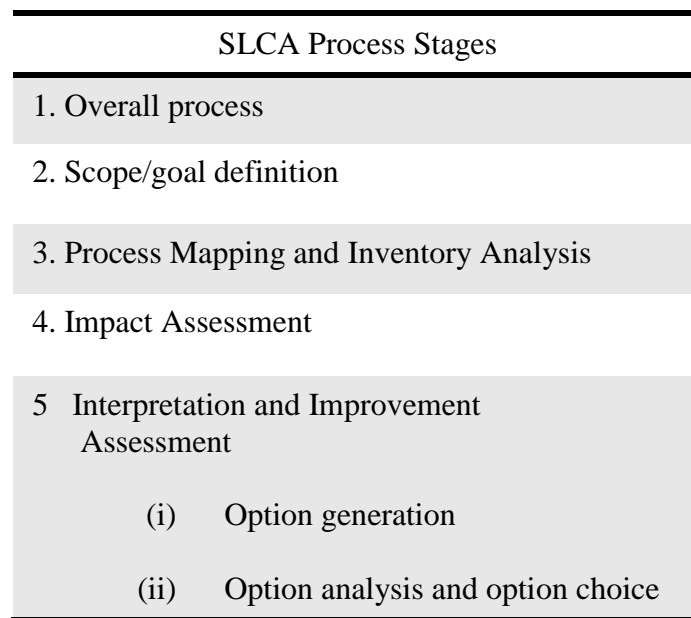 SLCA Process Stages
1. Overall process
2. Scope/goal definition
3. Process Mapping and Inventory Analysis
4. Impact Assessment
5 Interpretation and Improvement
Assessment
(i) Option generation
(ii) Option analysis and option choice